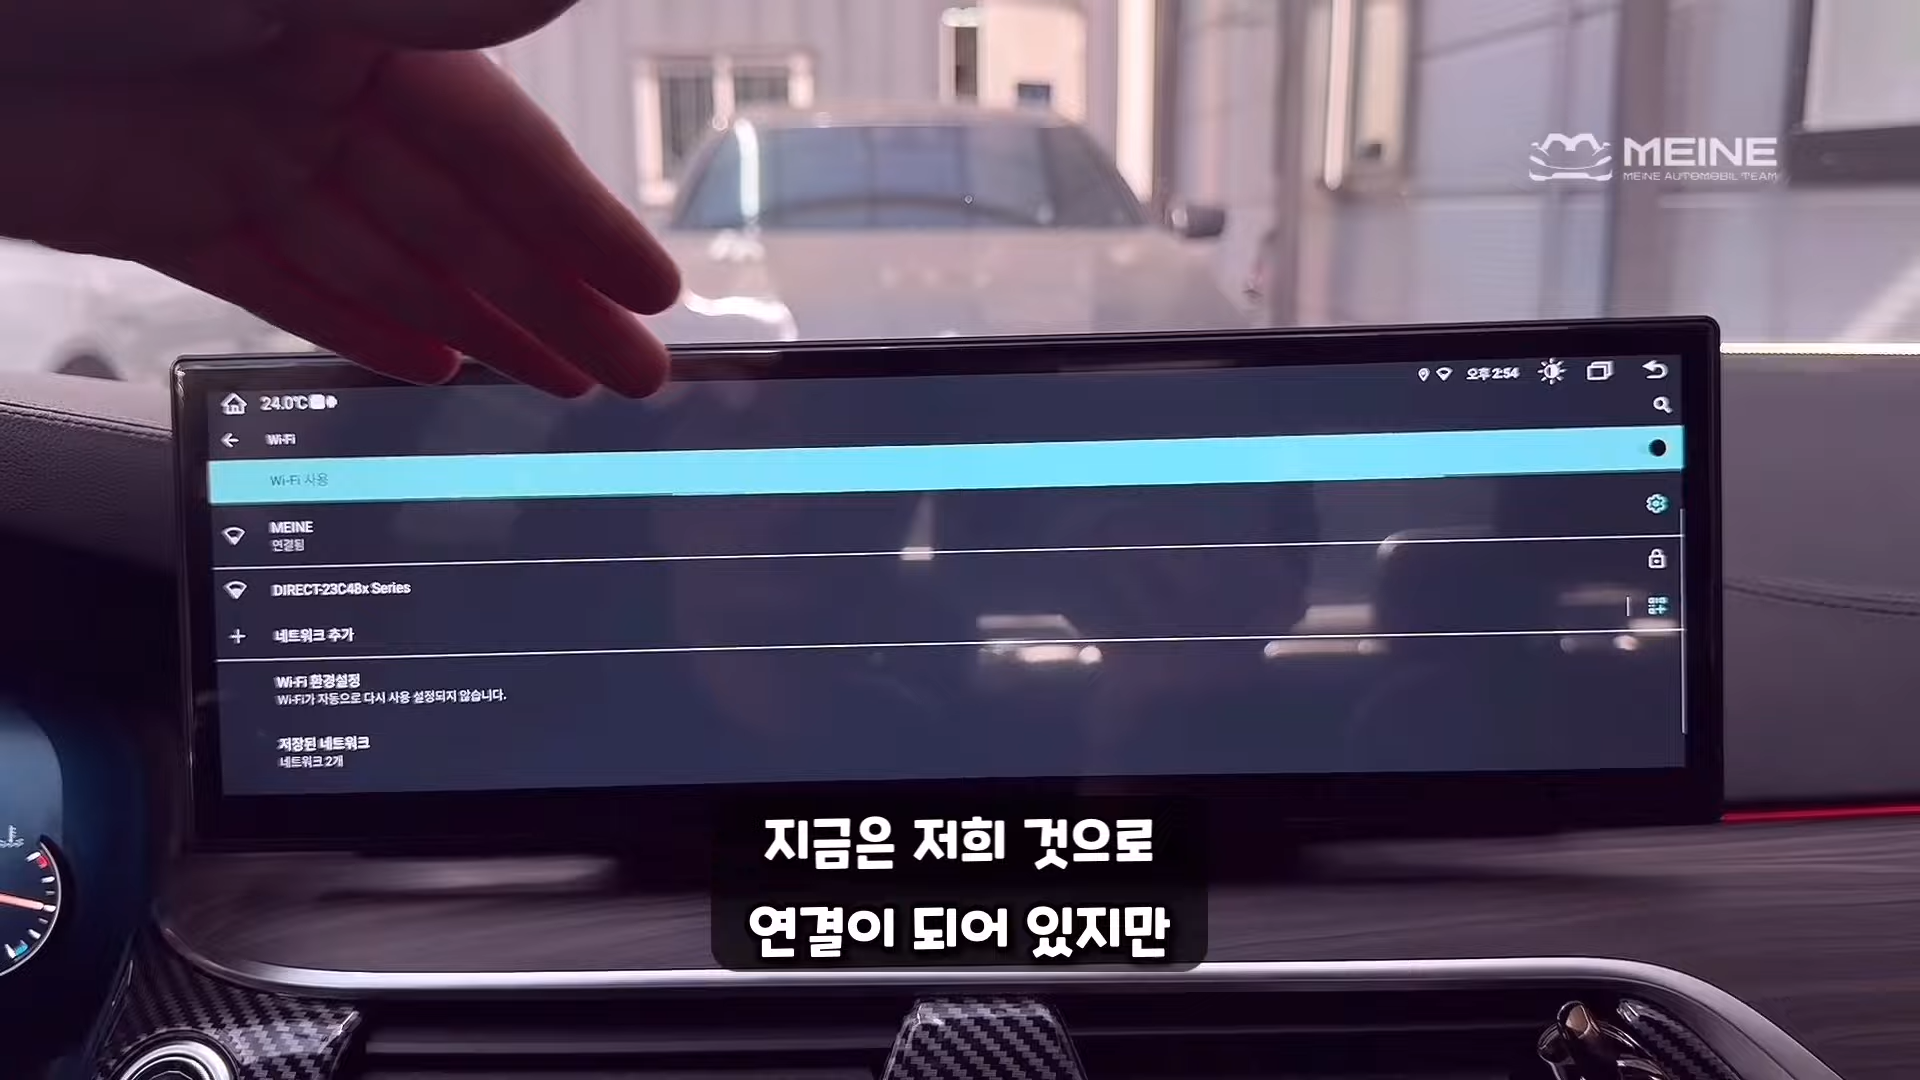 MEINE
MEINE AUTOMOBIL TEAM
24.0°C
오후 2:54
Wi-Fi
Wi-Fi 사용
MEINE
연결됨
DIRECT-23C48x Series
네트워크 추가
Wi-Fi 환경설정
Wi-Fi가 자동으로 다시 사용 설정되지 않습니다.
저장된 네트워크
네트워크 2개
지금은 저희 것으로
연결이 되어 있지만